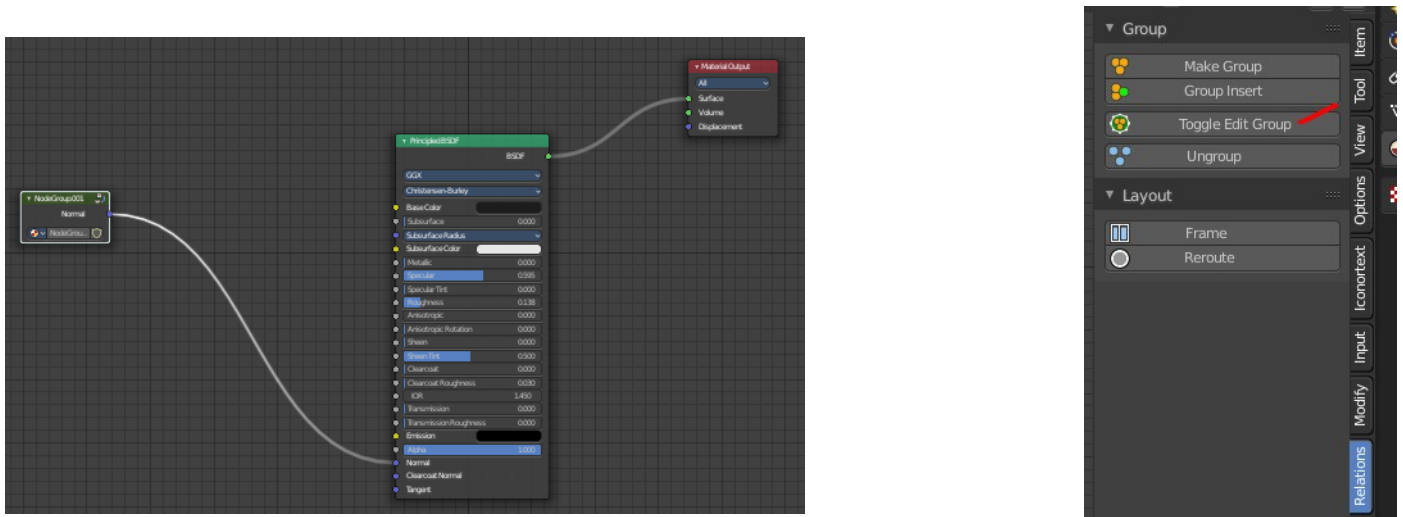 Material Output
All
Surface
Volume
Displacement
Principled BSDF
BSDF
GGX
Christensen-Burley
Base Color
Subsurface 0.000
Subsurface Radius
Subsurface Color
Metallic 0.000
Specular 0.595
Specular Tint 0.000
Roughness 0.138
Anisotropic 0.000
Anisotropic Rotation 0.000
Sheen 0.000
Sheen Tint 0.500
Clearcoat 0.000
Clearcoat Roughness 0.030
IOR 1.450
Transmission 0.000
Transmission Roughness 0.000
Emission
Alpha 1.000
Normal
Clearcoat Normal
Tangent
NodeGroup.001
Normal
NodeGrou...
Group
Make Group
Group Insert
Toggle Edit Group
Ungroup
Layout
Frame
Reroute
Item
Tool
View
Options
Iconortext
Input
Modify
Relations